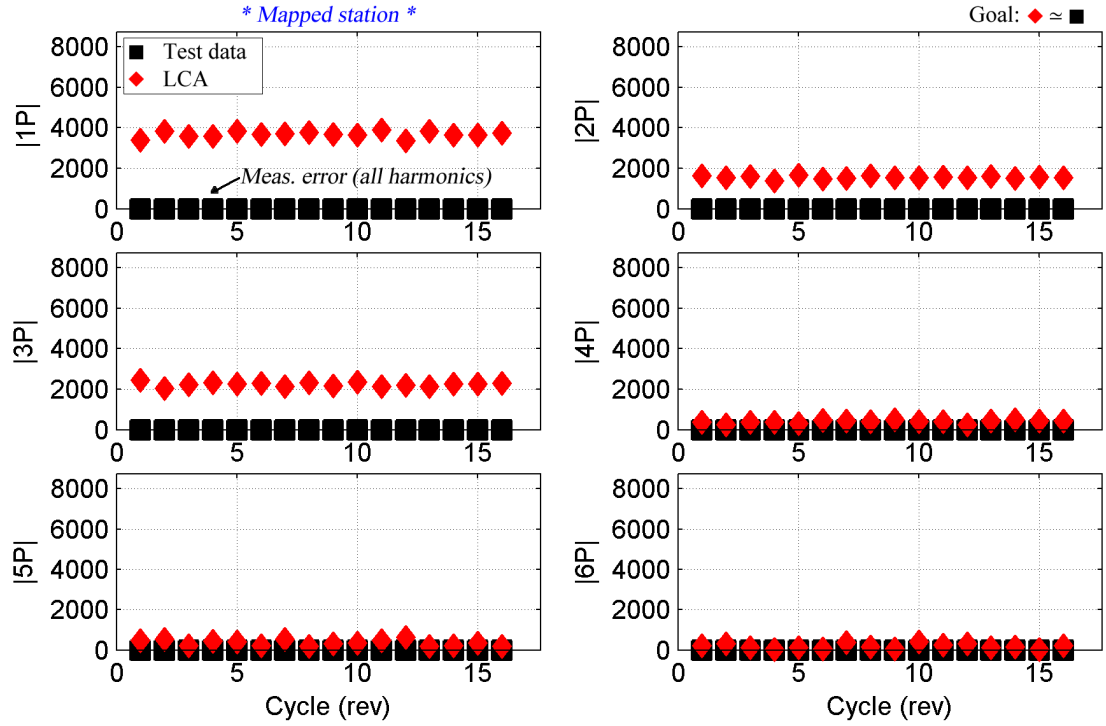 * Mapped station *
Goal: ♦ ≃ ■
8000
6000
4000
2000
0
|1P|
Test data
LCA
Meas. error (all harmonics)
0 5 10 15
8000
6000
4000
2000
0
|2P|
0 5 10 15
8000
6000
4000
2000
0
|3P|
0 5 10 15
8000
6000
4000
2000
0
|4P|
0 5 10 15
8000
6000
4000
2000
0
|5P|
0 5 10 15
Cycle (rev)
8000
6000
4000
2000
0
|6P|
0 5 10 15
Cycle (rev)